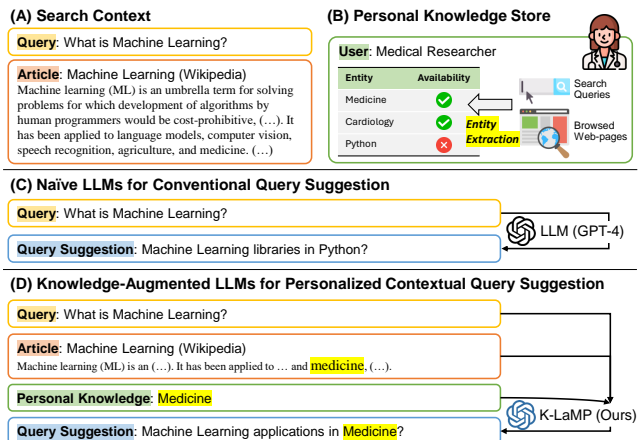 (A) Search Context
Query: What is Machine Learning?
Article: Machine Learning (Wikipedia)
Machine learning (ML) is an umbrella term for solving
problems for which development of algorithms by
human programmers would be cost-prohibitive, (…). It
has been applied to language models, computer vision,
speech recognition, agriculture, and medicine. (…)
(B) Personal Knowledge Store
User: Medical Researcher
Entity Availability
Medicine
Cardiology
Python
Entity
Extraction
Search
Queries
Browsed
Web-pages
(C) Naïve LLMs for Conventional Query Suggestion
Query: What is Machine Learning?
LLM (GPT-4)
Query Suggestion: Machine Learning libraries in Python?
(D) Knowledge-Augmented LLMs for Personalized Contextual Query Suggestion
Query: What is Machine Learning?
Article: Machine Learning (Wikipedia)
Machine learning (ML) is an (…). It has been applied to … and medicine, (…).
Personal Knowledge: Medicine
K-LaMP (Ours)
Query Suggestion: Machine Learning applications in Medicine?